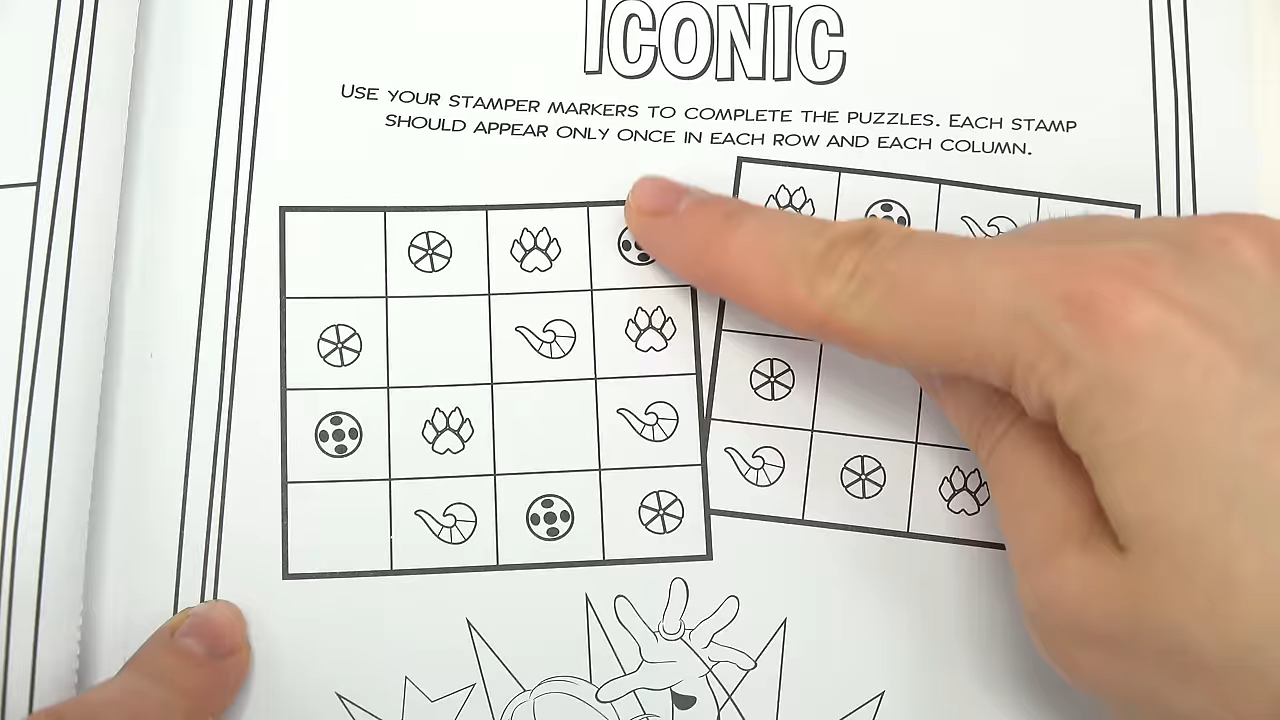 ICONIC
USE YOUR STAMPER MARKERS TO COMPLETE THE PUZZLES. EACH STAMP
SHOULD APPEAR ONLY ONCE IN EACH ROW AND EACH COLUMN.